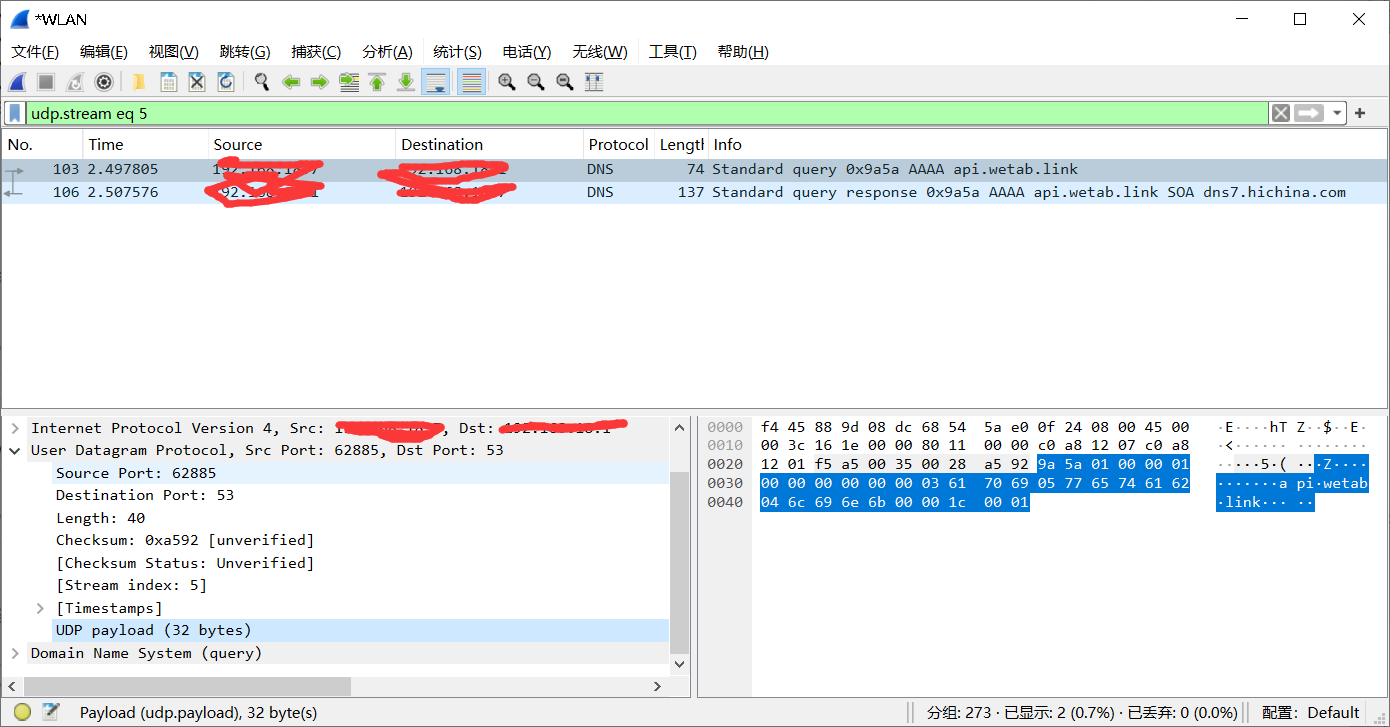 *WLAN
文件(F) 编辑(E) 视图(V) 跳转(G) 捕获(C) 分析(A) 统计(S) 电话(Y) 无线(W) 工具(T) 帮助(H)
udp.stream eq 5
No. Time Source Destination Protocol Length Info
103 2.497805 DNS 74 Standard query 0x9a5a AAAA api.wetab.link
106 2.507576 DNS 137 Standard query response 0x9a5a AAAA api.wetab.link SOA dns7.hichina.com
Internet Protocol Version 4, Src: , Dst:
User Datagram Protocol, Src Port: 62885, Dst Port: 53
Source Port: 62885
Destination Port: 53
Length: 40
Checksum: 0xa592 [unverified]
[Checksum Status: Unverified]
[Stream index: 5]
[Timestamps]
UDP payload (32 bytes)
Domain Name System (query)
0000 f4 45 88 9d 08 dc 68 54 5a e0 0f 24 08 00 45 00 ·E····hT Z··$··E·
0010 00 3c 16 1e 00 00 80 11 00 00 c0 a8 12 07 c0 a8 ·<······ ········
0020 12 01 f5 a5 00 35 00 28 a5 92 9a 5a 01 00 00 01 ·····5·( ···Z····
0030 00 00 00 00 00 00 03 61 70 69 05 77 65 74 61 62 ·······a pi·wetab
0040 04 6c 69 6e 6b 00 00 1c 00 01 ·link··· ··
Payload (udp.payload), 32 byte(s) 分组: 273 · 已显示: 2 (0.7%) · 已丢弃: 0 (0.0%) 配置: Default